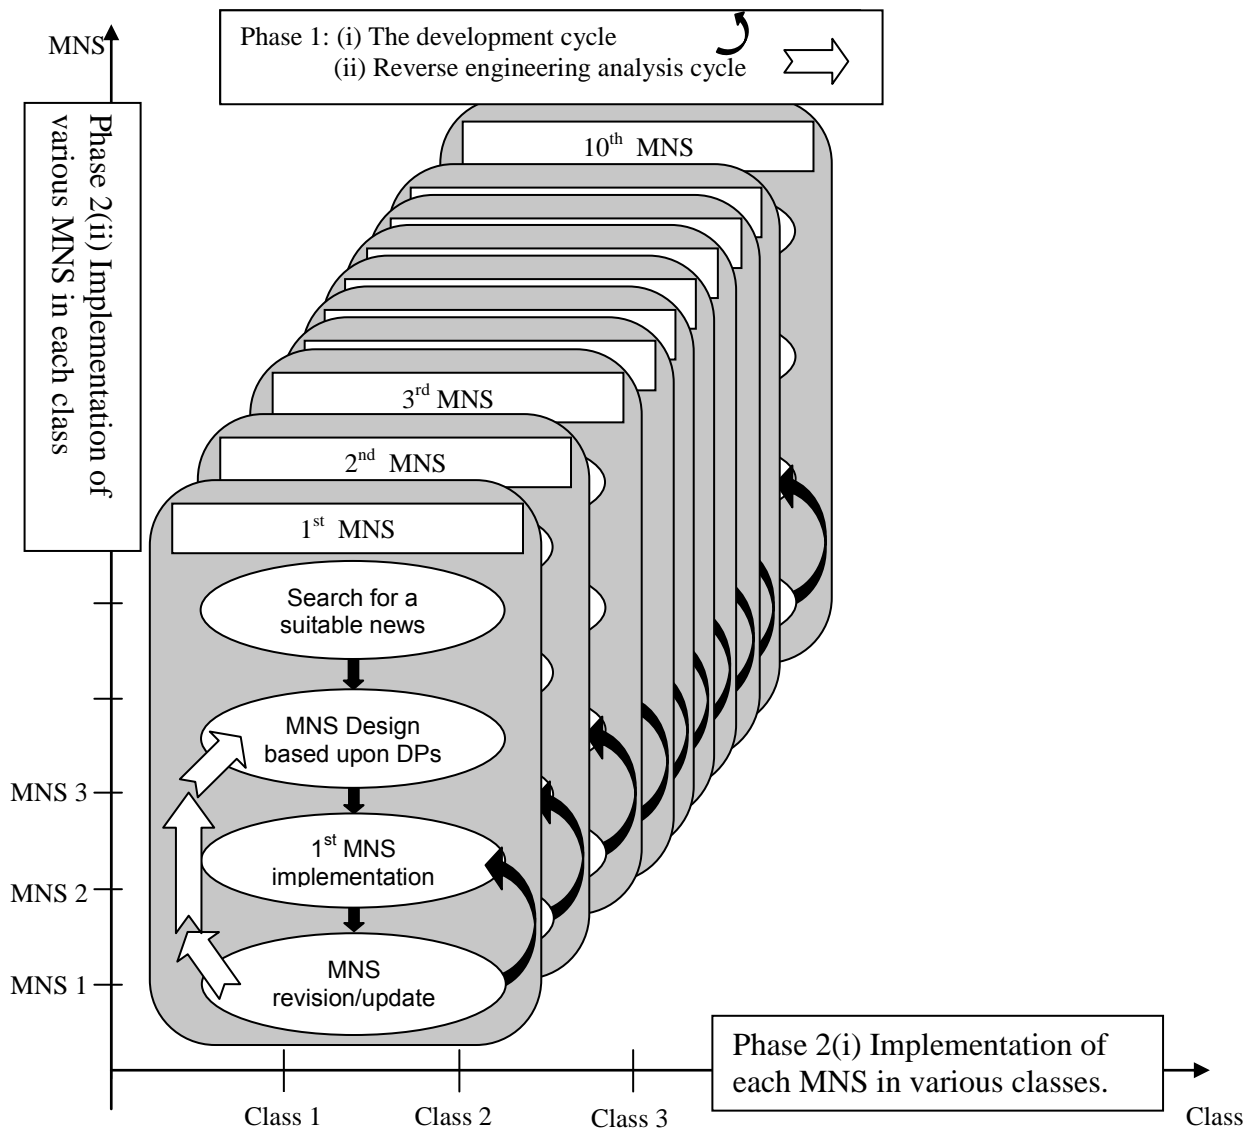 MNS
Phase 1: (i) The development cycle
(ii) Reverse engineering analysis cycle
Phase 2(ii) Implementation of
various MNS in each class
10th MNS
3rd MNS
2nd MNS
1st MNS
Search for a
suitable news
MNS Design
based upon DPs
1st MNS
implementation
MNS
revision/update
MNS 3
MNS 2
MNS 1
Phase 2(i) Implementation of
each MNS in various classes.
Class 1
Class 2
Class 3
Class